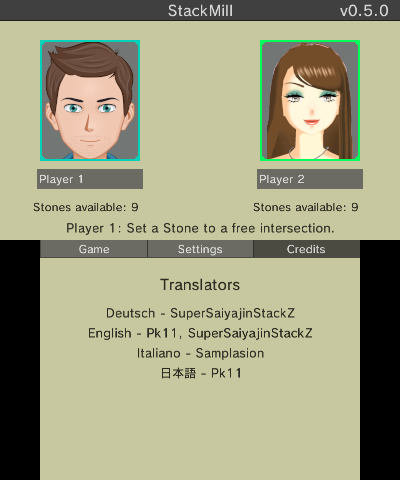 StackMill
v0.5.0
Player 1
Player 2
Stones available: 9
Stones available: 9
Player 1: Set a Stone to a free intersection.
Game
Settings
Credits
Translators
Deutsch - SuperSaiyajinStackZ
English - Pk11, SuperSaiyajinStackZ
Italiano - Samplasion
日本語 - Pk11